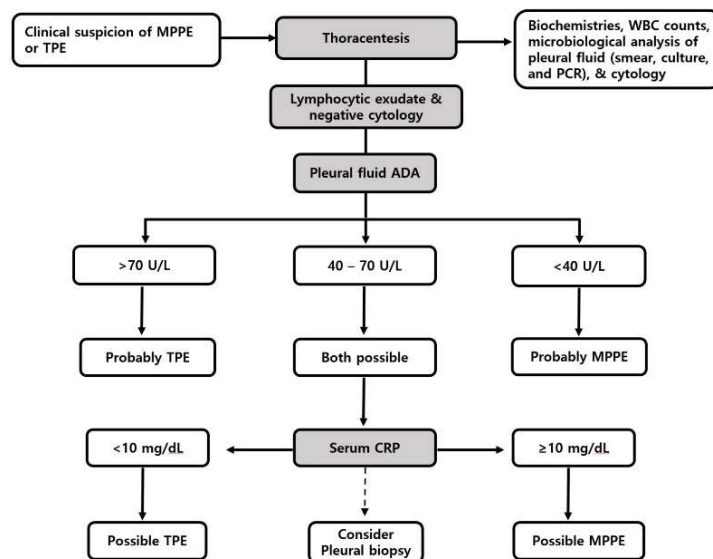 Clinical suspicion of MPPE
or TPE
Thoracentesis
Biochemistries, WBC counts,
microbiological analysis of
pleural fluid (smear, culture,
and PCR), & cytology
Lymphocytic exudate &
negative cytology
Pleural fluid ADA
>70 U/L
40 – 70 U/L
<40 U/L
Probably TPE
Both possible
Probably MPPE
<10 mg/dL
Serum CRP
≥10 mg/dL
Possible TPE
Consider
Pleural biopsy
Possible MPPE